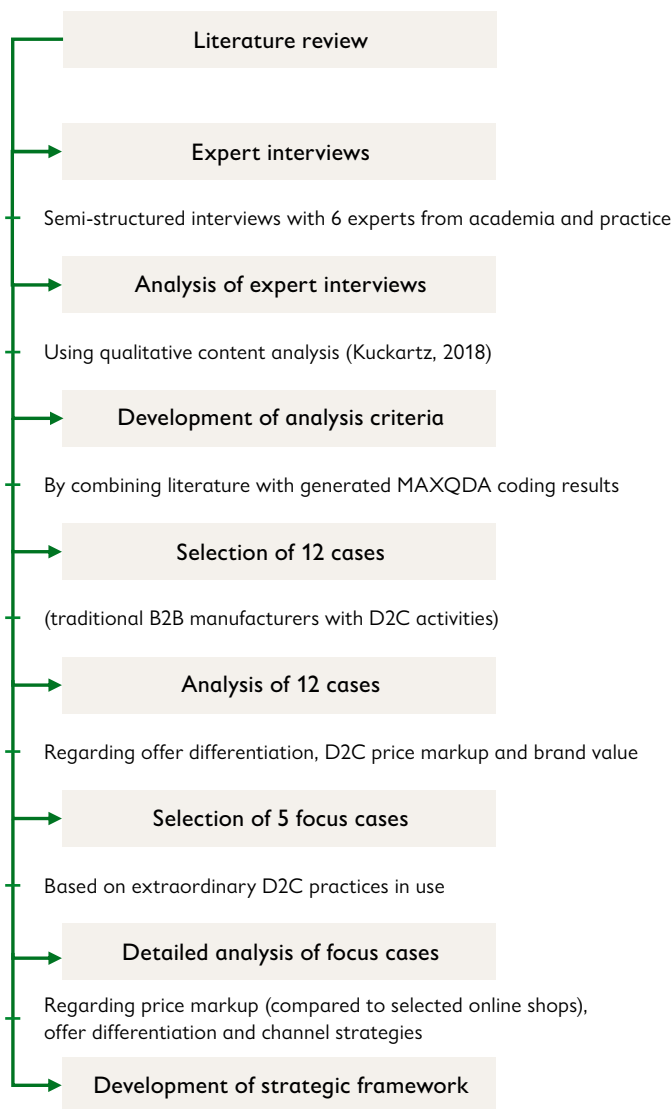 Literature review
Expert interviews
Semi-structured interviews with 6 experts from academia and practice
Analysis of expert interviews
Using qualitative content analysis (Kuckartz, 2018)
Development of analysis criteria
By combining literature with generated MAXQDA coding results
Selection of 12 cases
(traditional B2B manufacturers with D2C activities)
Analysis of 12 cases
Regarding offer differentiation, D2C price markup and brand value
Selection of 5 focus cases
Based on extraordinary D2C practices in use
Detailed analysis of focus cases
Regarding price markup (compared to selected online shops),
offer differentiation and channel strategies
Development of strategic framework